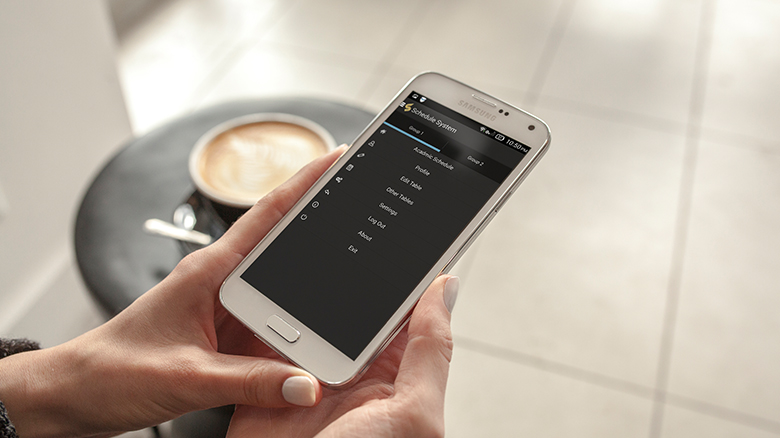 SAMSUNG
10:50 PM
Schedule System
Group 1
Group 2
Acadmic Schedule
Profile
Edit Table
Other Tables
Settings
Log Out
About
Exit